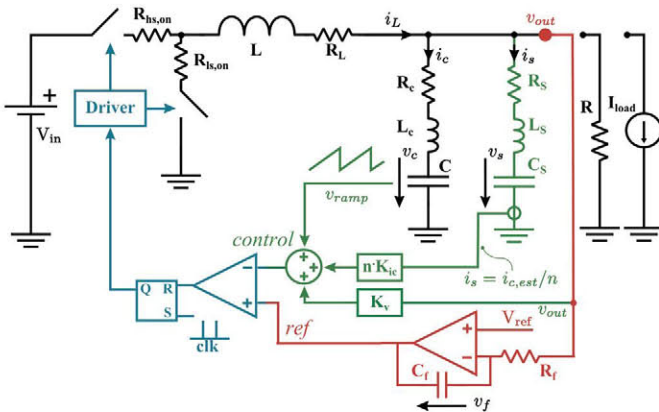 R_hs,on
L
R_L
i_L
v_out
R_ls,on
i_c
i_s
Driver
R_c
R_S
R
I_load
V_in
+
L_c
L_S
v_c
C
v_s
C_S
v_ramp
control
+
+ +
+
n·K_ic
i_s = i_c,est/n
Q R
S
−
+
K_v
v_out
clk
ref
V_ref
+
−
C_f
R_f
v_f